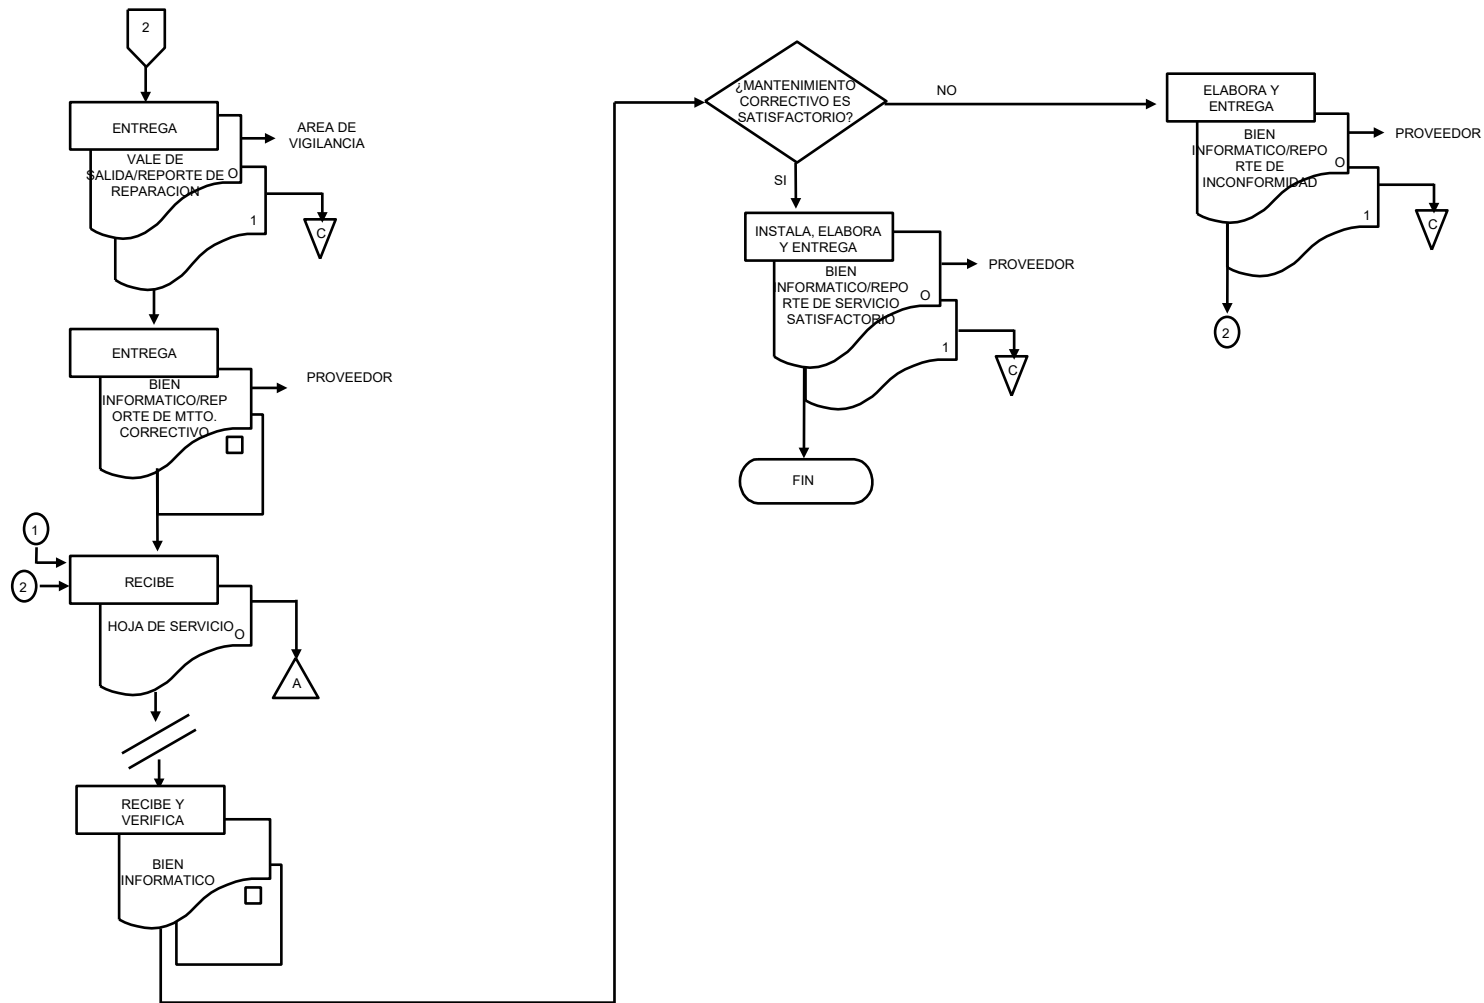 2
ENTREGA
AREA DE
VIGILANCIA
VALE DE
SALIDA/REPORTE DE
REPARACION
O
1
C
ENTREGA
PROVEEDOR
BIEN
INFORMATICO/REP
ORTE DE MTTO.
CORRECTIVO
1
2
RECIBE
HOJA DE SERVICIO
O
A
RECIBE Y
VERIFICA
BIEN
INFORMATICO
¿MANTENIMIENTO
CORRECTIVO ES
SATISFACTORIO?
NO
SI
INSTALA, ELABORA
Y ENTREGA
PROVEEDOR
BIEN
INFORMATICO/REPO
RTE DE SERVICIO
SATISFACTORIO
O
1
C
FIN
ELABORA Y
ENTREGA
PROVEEDOR
BIEN
INFORMATICO/REPO
RTE DE
INCONFORMIDAD
O
1
C
2